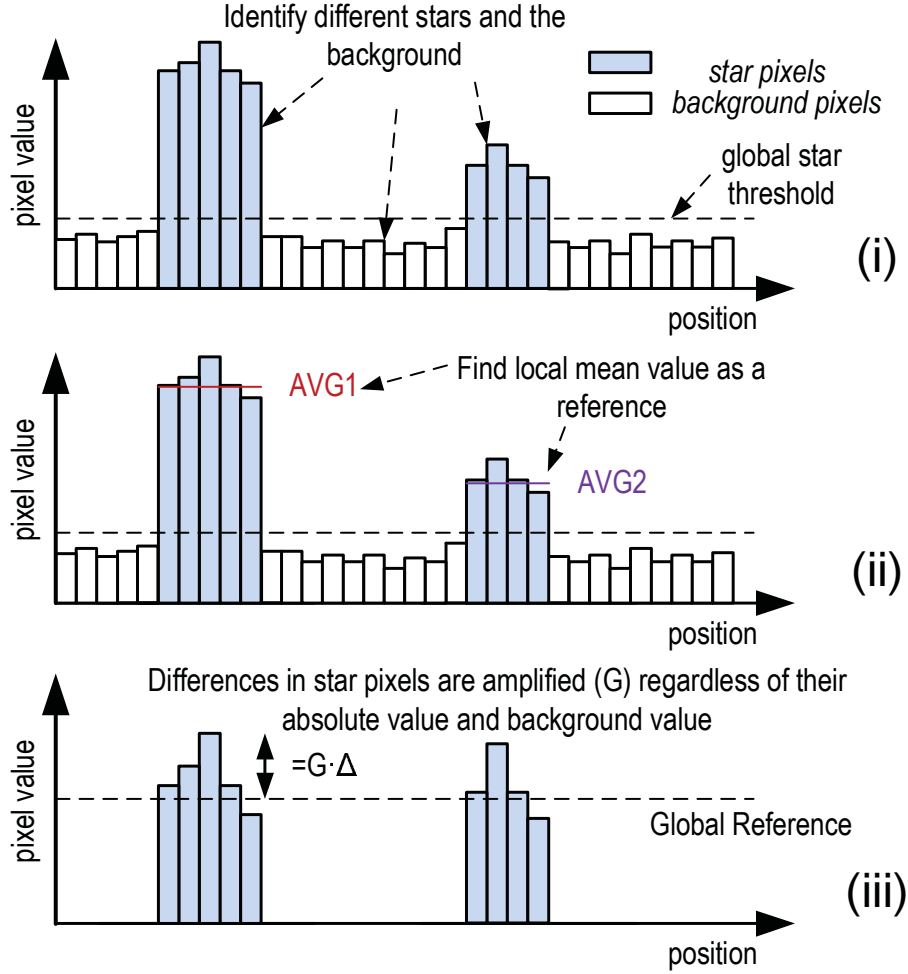 Identify different stars and the
background
star pixels
background pixels
global star
threshold
pixel value
position
(i)
AVG1
Find local mean value as a
reference
AVG2
pixel value
position
(ii)
Differences in star pixels are amplified (G) regardless of their
absolute value and background value
=G·Δ
Global Reference
pixel value
position
(iii)